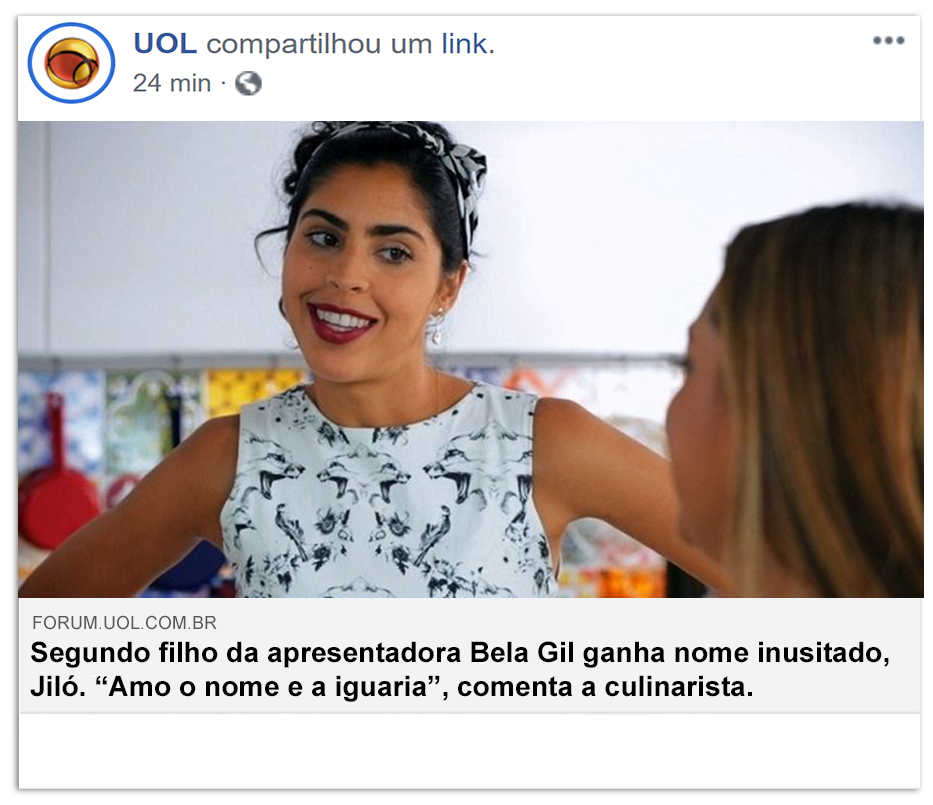 UOL compartilhou um link.
24 min ·
FORUM.UOL.COM.BR
Segundo filho da apresentadora Bela Gil ganha nome inusitado,
Jiló. “Amo o nome e a iguaria”, comenta a culinarista.